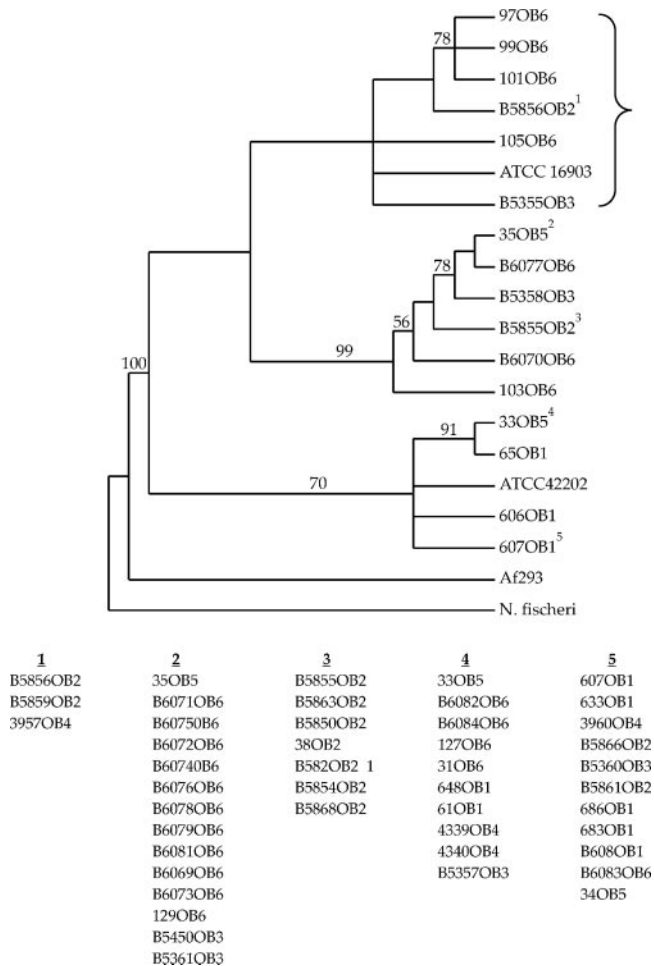 97OB6
78
99OB6
101OB6
B5856OB2¹
105OB6
ATCC 16903
B5355OB3
35OB5²
78
B6077OB6
B5358OB3
56
B5855OB2³
99
B6070OB6
100
103OB6
33OB5⁴
91
65OB1
70
ATCC42202
606OB1
607OB1⁵
Af293
N. fischeri
1 2 3 4 5
B5856OB2 35OB5 B5855OB2 33OB5 607OB1
B5859OB2 B6071OB6 B5863OB2 B6082OB6 633OB1
3957OB4 B60750B6 B5850OB2 B6084OB6 3960OB4
B6072OB6 38OB2 127OB6 B5866OB2
B60740B6 B582OB2 1 31OB6 B5360OB3
B6076OB6 B5854OB2 648OB1 B5861OB2
B6078OB6 B5868OB2 61OB1 686OB1
B6079OB6 4339OB4 683OB1
B6081OB6 4340OB4 B608OB1
B6069OB6 B5357OB3 B6083OB6
B6073OB6 34OB5
129OB6
B5450OB3
B5361OB3